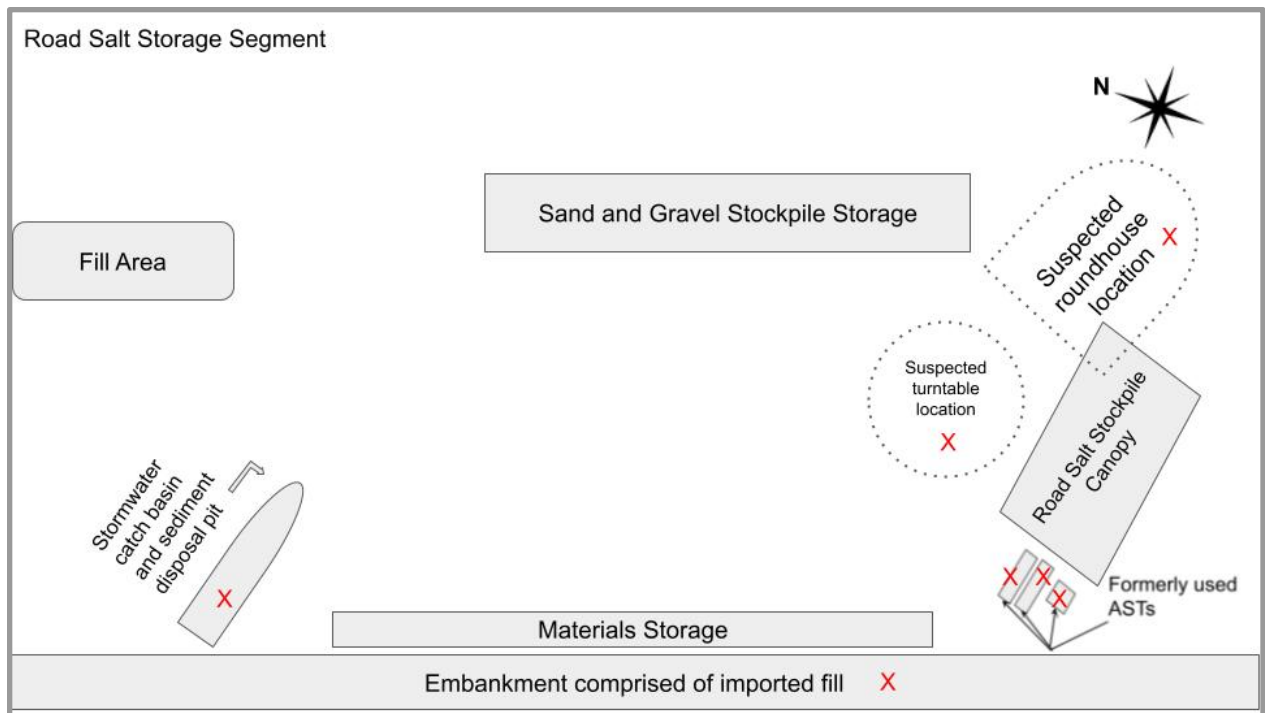 Road Salt Storage Segment
N
Sand and Gravel Stockpile Storage
Suspected
roundhouse
location
X
Fill Area
Suspected
turntable
location
X
Road Salt Stockpile
Canopy
Stormwater
catch basin
and sediment
disposal pit
X
X
X
X
Formerly used
ASTs
Materials Storage
Embankment comprised of imported fill X